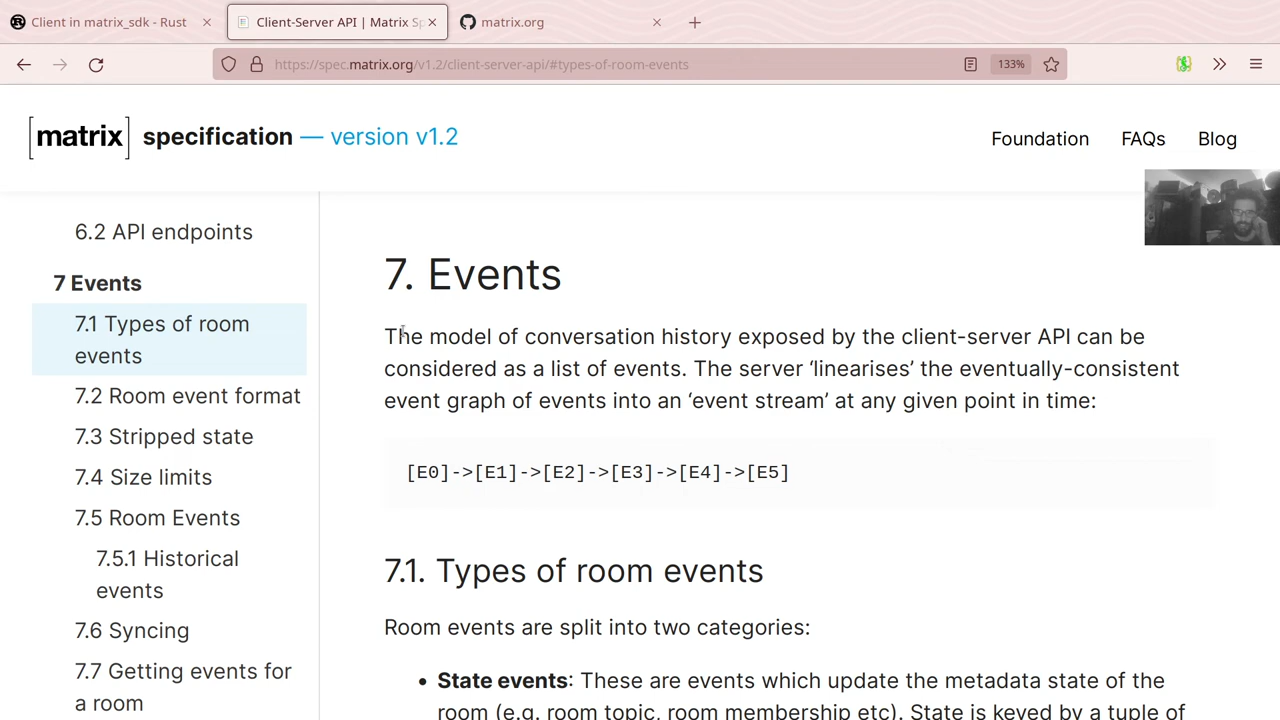 Client in matrix_sdk - Rust
Client-Server API | Matrix Sp
matrix.org
https://spec.matrix.org/v1.2/client-server-api/#types-of-room-events
133%
[matrix] specification — version v1.2
Foundation
FAQs
Blog
6.2 API endpoints
7 Events
7.1 Types of room
events
7.2 Room event format
7.3 Stripped state
7.4 Size limits
7.5 Room Events
7.5.1 Historical
events
7.6 Syncing
7.7 Getting events for
a room
7. Events
The model of conversation history exposed by the client-server API can be
considered as a list of events. The server ‘linearises’ the eventually-consistent
event graph of events into an ‘event stream’ at any given point in time:
[E0]->[E1]->[E2]->[E3]->[E4]->[E5]
7.1. Types of room events
Room events are split into two categories:
• State events: These are events which update the metadata state of the
room (e.g. room topic, room membership etc). State is keyed by a tuple of